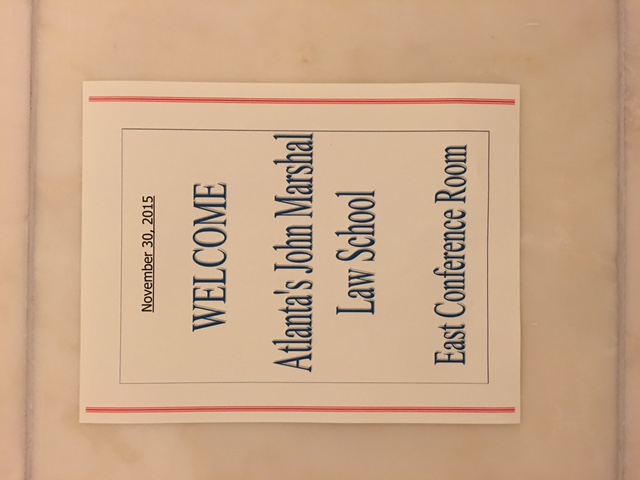 November 30, 2015
WELCOME
Atlanta's John Marshal
Law School
East Conference Room